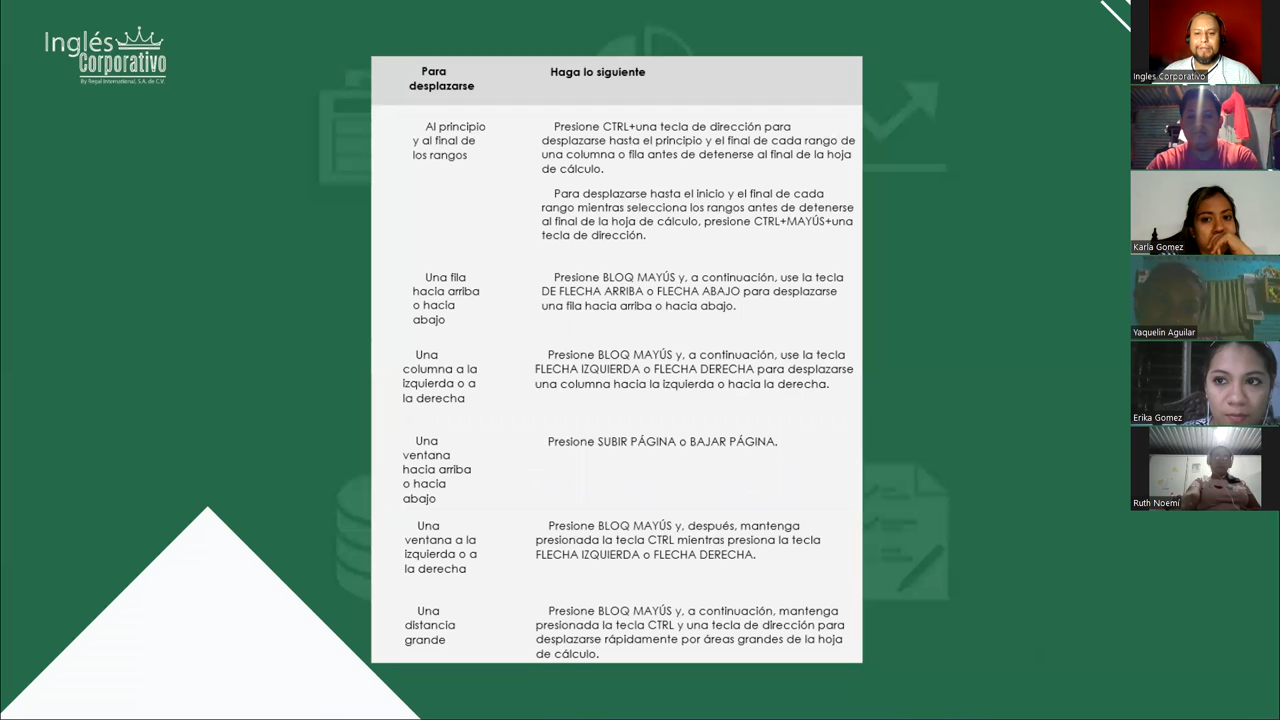 Inglés
Corporativo
By Repal International, S.A. de C.V.
Para
desplazarse
Haga lo siguiente
Al principio
y al final de
los rangos
Presione CTRL+una tecla de dirección para
desplazarse hasta el principio y el final de cada rango de
una columna o fila antes de detenerse al final de la hoja
de cálculo.
Para desplazarse hasta el inicio y el final de cada
rango mientras selecciona los rangos antes de detenerse
al final de la hoja de cálculo, presione CTRL+MAYÚS+una
tecla de dirección.
Una fila
hacia arriba
o hacia
abajo
Presione BLOQ MAYÚS y, a continuación, use la tecla
DE FLECHA ARRIBA o FLECHA ABAJO para desplazarse
una fila hacia arriba o hacia abajo.
Una
columna a la
izquierda o a
la derecha
Presione BLOQ MAYÚS y, a continuación, use la tecla
FLECHA IZQUIERDA o FLECHA DERECHA para desplazarse
una columna hacia la izquierda o hacia la derecha.
Una
ventana
hacia arriba
o hacia
abajo
Presione SUBIR PÁGINA o BAJAR PÁGINA.
Una
ventana a la
izquierda o a
la derecha
Presione BLOQ MAYÚS y, después, mantenga
presionada la tecla CTRL mientras presiona la tecla
FLECHA IZQUIERDA o FLECHA DERECHA.
Una
distancia
grande
Presione BLOQ MAYÚS y, a continuación, mantenga
presionada la tecla CTRL y una tecla de dirección para
desplazarse rápidamente por áreas grandes de la hoja
de cálculo.
Ingles Corporativo
Karla Gomez
Yaquelin Aguilar
Erika Gomez
Ruth Noemí